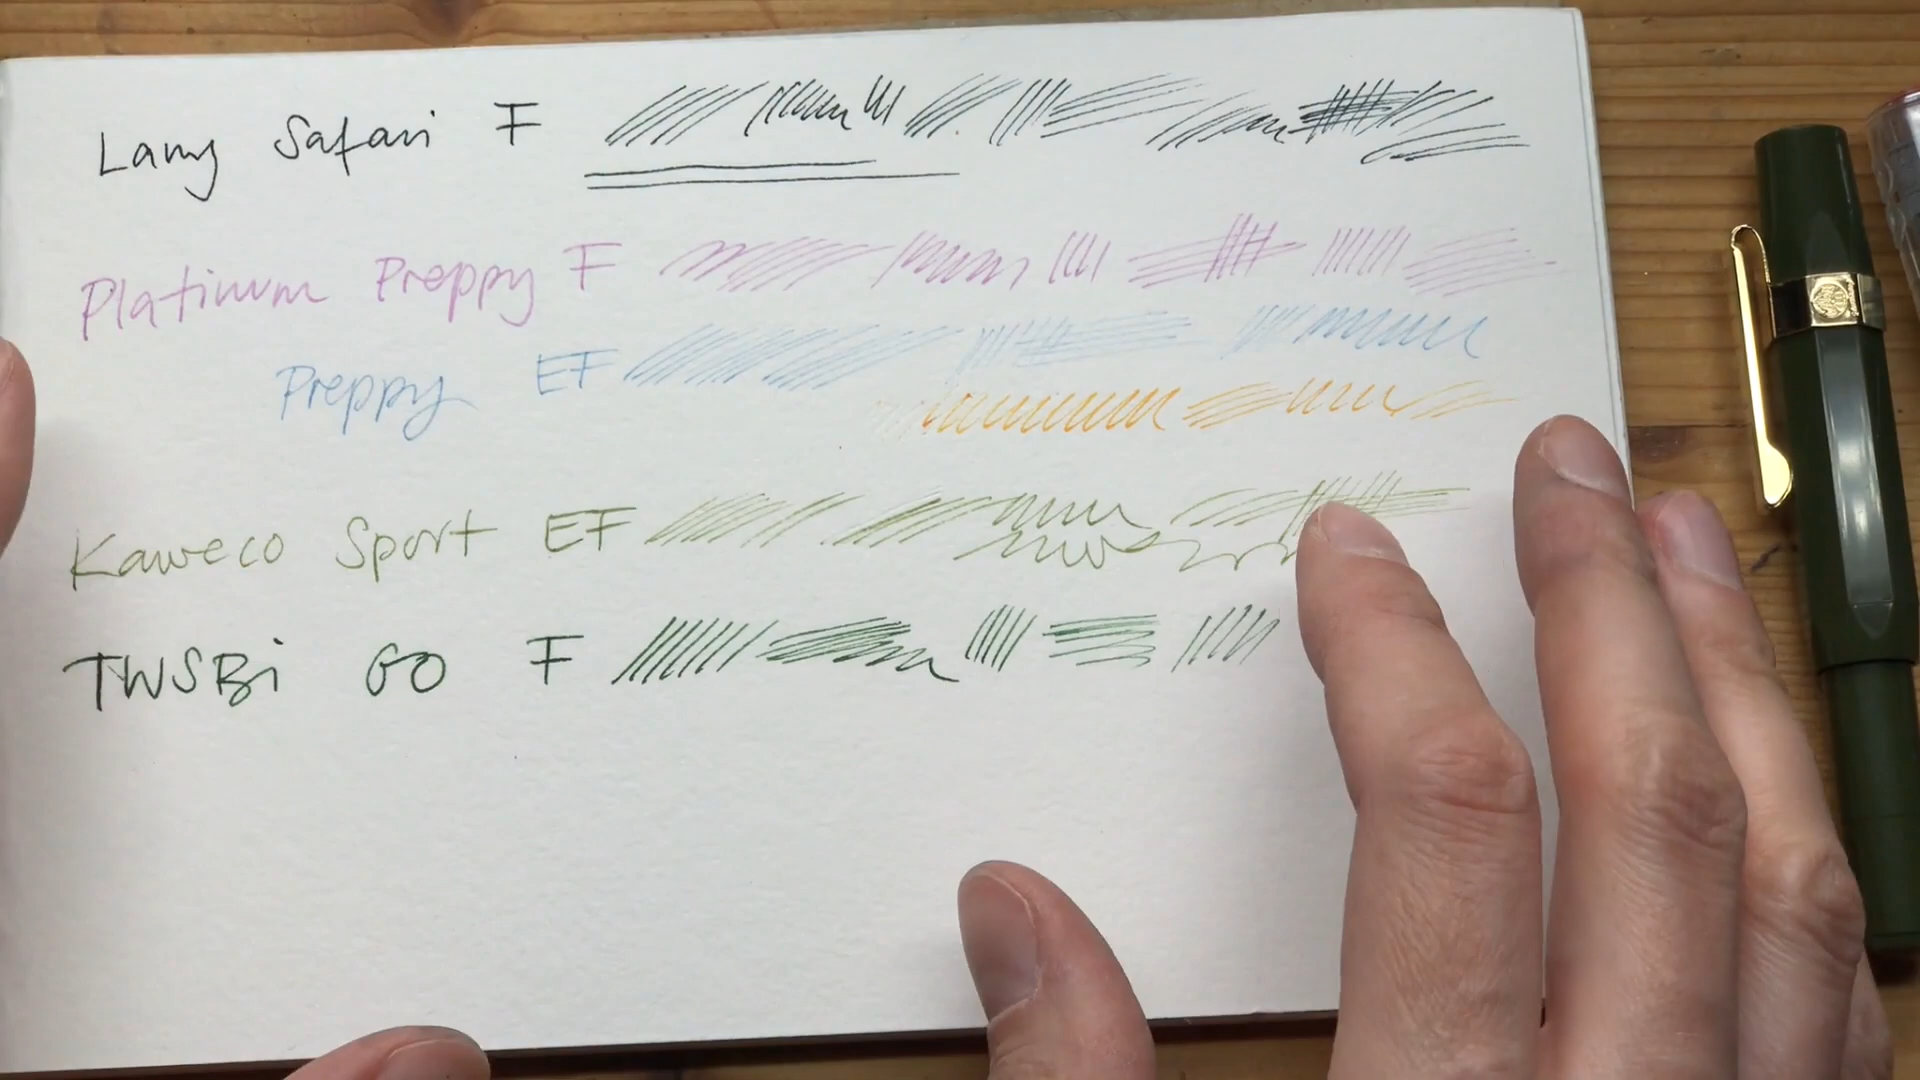 Lamy Safari F
Platinum Preppy F
Preppy EF
Kaweco Sport EF
TWSBi GO F